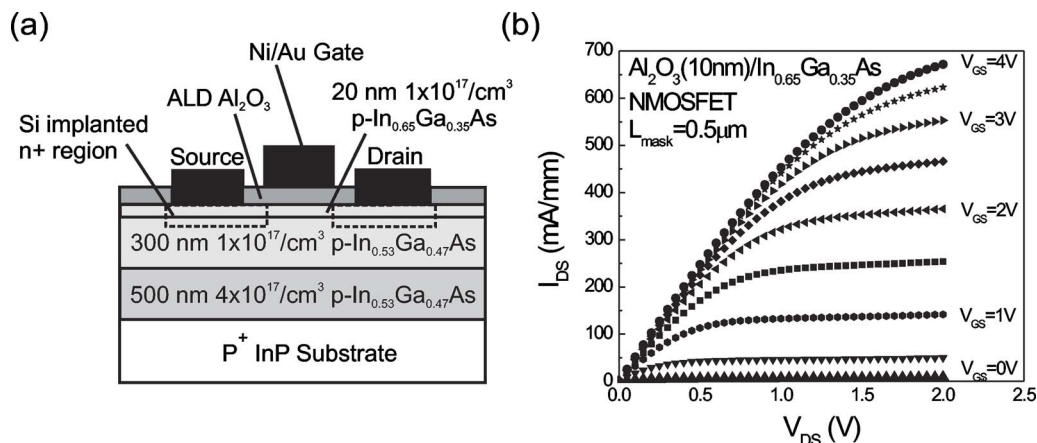 (a)
Ni/Au Gate
ALD Al₂O₃
20 nm 1x10¹⁷/cm³
p-In₀.₆₅Ga₀.₃₅As
Si implanted
n+ region
Source
Drain
300 nm 1x10¹⁷/cm³ p-In₀.₅₃Ga₀.₄₇As
500 nm 4x10¹⁷/cm³ p-In₀.₅₃Ga₀.₄₇As
P⁺ InP Substrate
(b)
Al₂O₃(10nm)/In₀.₆₅Ga₀.₃₅As
NMOSFET
L_mask=0.5μm
V_GS=4V
V_GS=3V
V_GS=2V
V_GS=1V
V_GS=0V
I_DS (mA/mm)
700
600
500
400
300
200
100
0
0.0 0.5 1.0 1.5 2.0 2.5
V_DS (V)